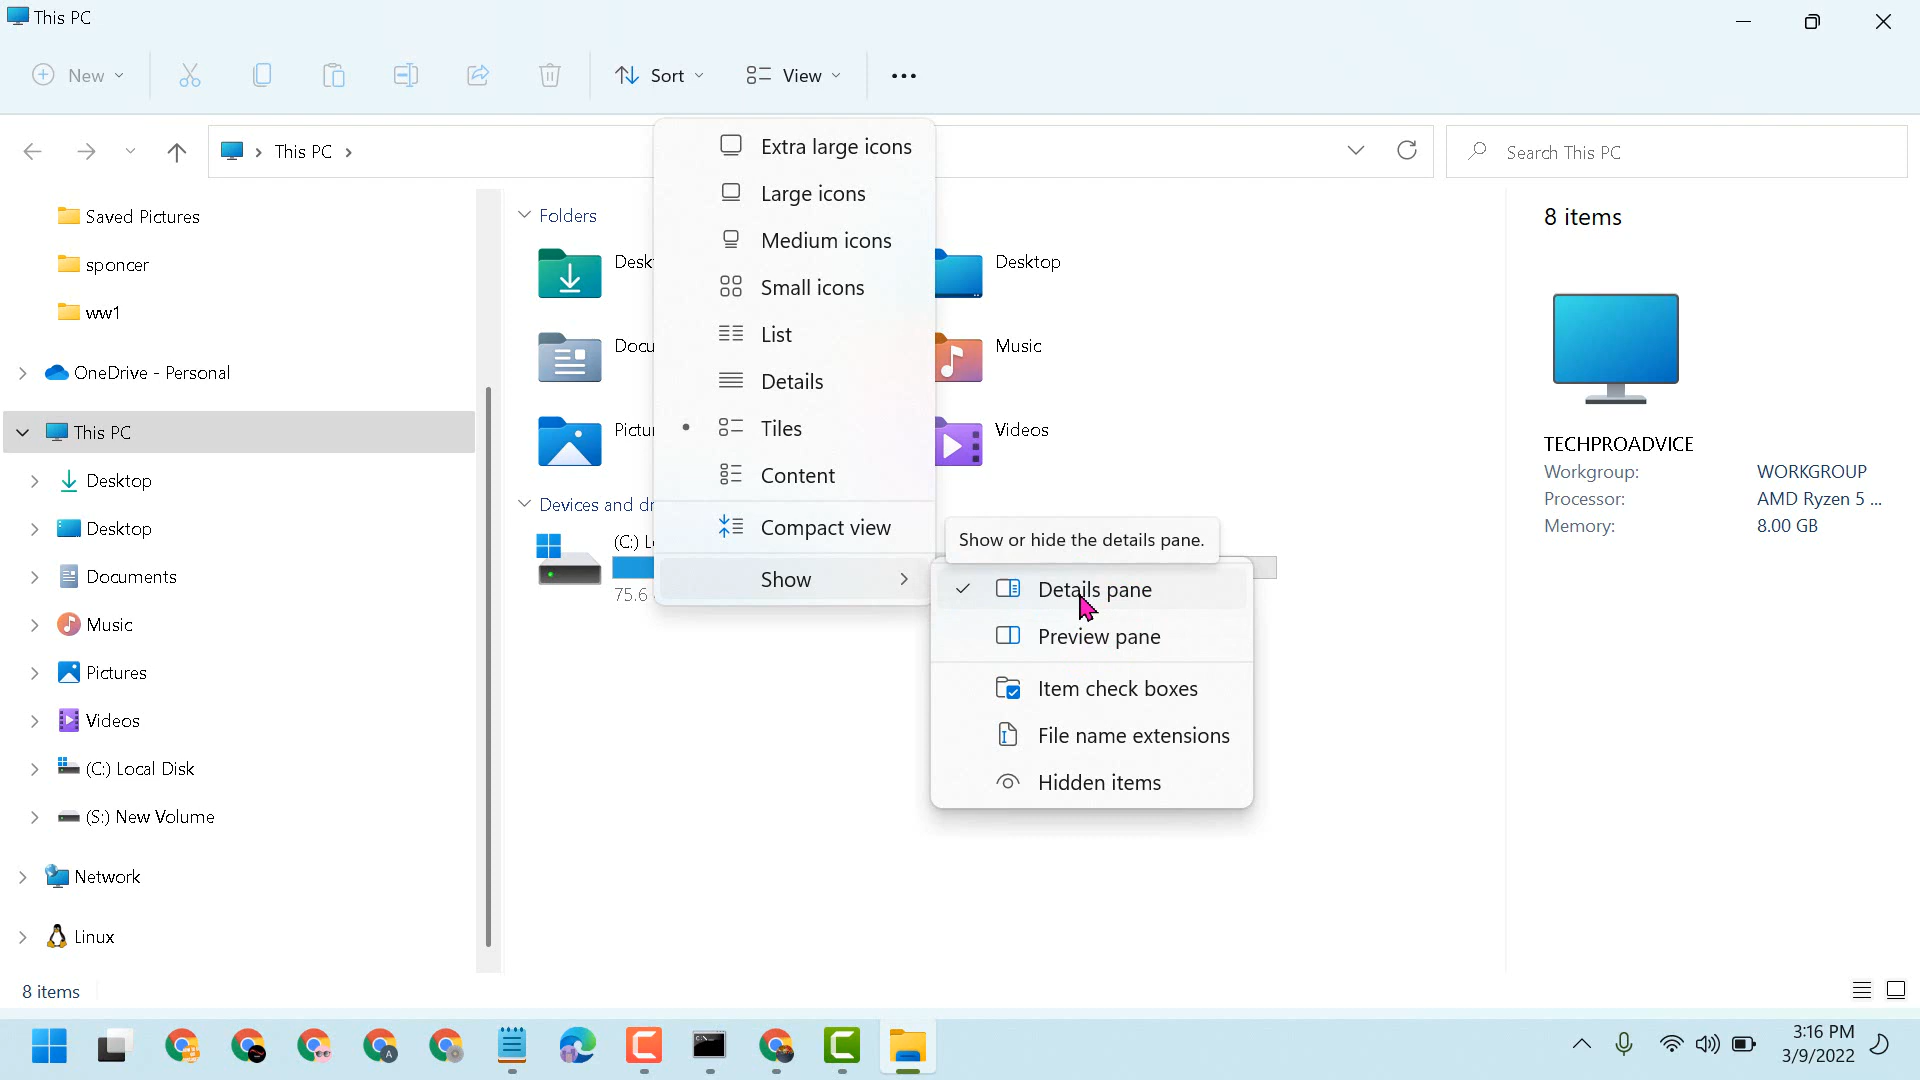 This PC
New
Sort
View
This PC
Search This PC
Saved Pictures
sponcer
ww1
OneDrive - Personal
This PC
Desktop
Desktop
Documents
Music
Pictures
Videos
(C:) Local Disk
(S:) New Volume
Network
Linux
Folders
Desktop
Music
Videos
Devices and
(C:)
75.6
Extra large icons
Large icons
Medium icons
Small icons
List
Details
Tiles
Content
Compact view
Show
Show or hide the details pane.
Details pane
Preview pane
Item check boxes
File name extensions
Hidden items
8 items
TECHPROADVICE
Workgroup: WORKGROUP
Processor: AMD Ryzen 5 ...
Memory: 8.00 GB
8 items
A
3:16 PM
3/9/2022